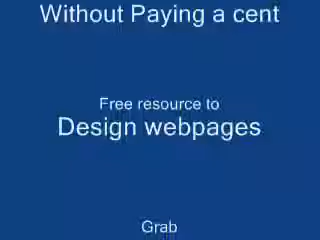 Without Paying a cent
Free resource to
Design webpages
Grab